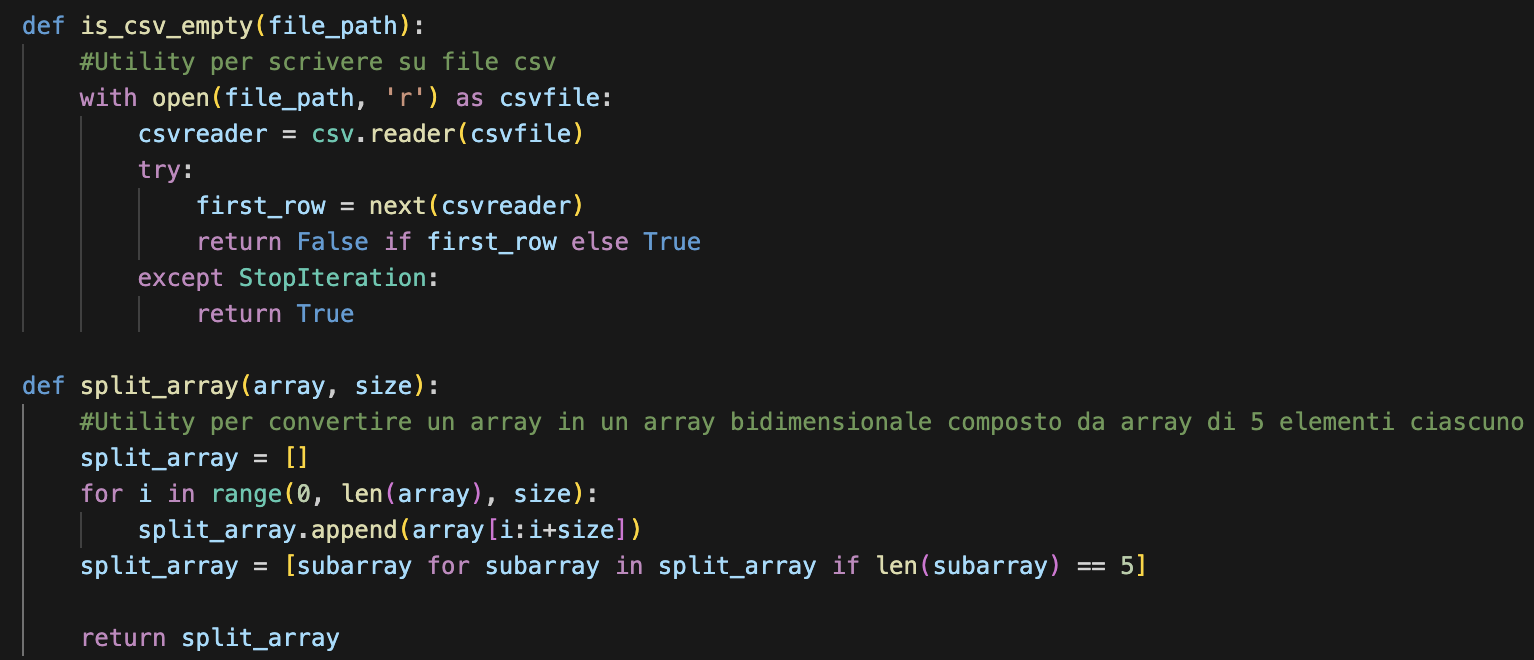 def is_csv_empty(file_path):
    #Utility per scrivere su file csv
    with open(file_path, 'r') as csvfile:
        csvreader = csv.reader(csvfile)
        try:
            first_row = next(csvreader)
            return False if first_row else True
        except StopIteration:
            return True

def split_array(array, size):
    #Utility per convertire un array in un array bidimensionale composto da array di 5 elementi ciascuno
    split_array = []
    for i in range(0, len(array), size):
        split_array.append(array[i:i+size])
    split_array = [subarray for subarray in split_array if len(subarray) == 5]

    return split_array